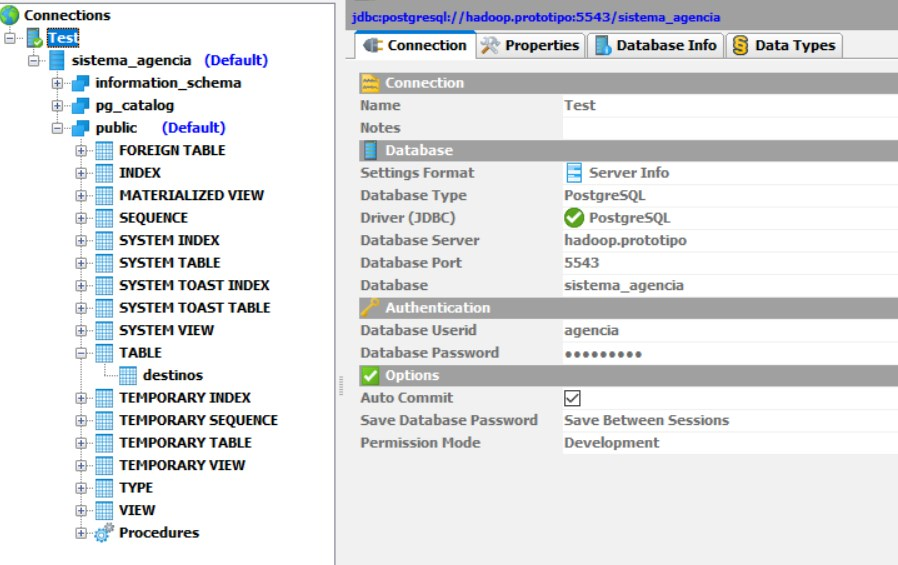 Connections
Test
sistema_agencia (Default)
information_schema
pg_catalog
public (Default)
FOREIGN TABLE
INDEX
MATERIALIZED VIEW
SEQUENCE
SYSTEM INDEX
SYSTEM TABLE
SYSTEM TOAST INDEX
SYSTEM TOAST TABLE
SYSTEM VIEW
TABLE
destinos
TEMPORARY INDEX
TEMPORARY SEQUENCE
TEMPORARY TABLE
TEMPORARY VIEW
TYPE
VIEW
Procedures
jdbc:postgresql://hadoop.prototipo:5543/sistema_agencia
Connection Properties Database Info Data Types
Connection
Name Test
Notes
Database
Settings Format Server Info
Database Type PostgreSQL
Driver (JDBC) PostgreSQL
Database Server hadoop.prototipo
Database Port 5543
Database sistema_agencia
Authentication
Database Userid agencia
Database Password •••••••••
Options
Auto Commit
Save Database Password Save Between Sessions
Permission Mode Development